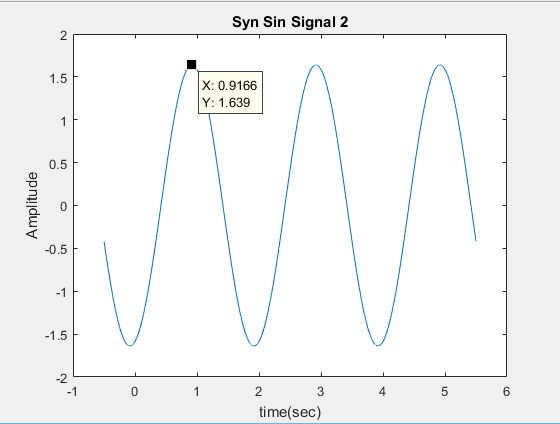 Syn Sin Signal 2
2
1.5
1
0.5
0
-0.5
-1
-1.5
-2
Amplitude
X: 0.9166
Y: 1.639
-1 0 1 2 3 4 5 6
time(sec)